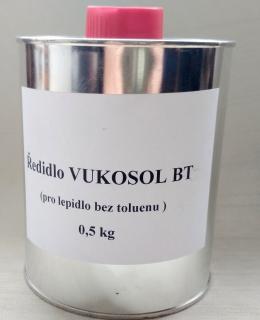 Ředidlo VUKOSOL BT
(pro lepidlo bez toluenu )
0,5 kg